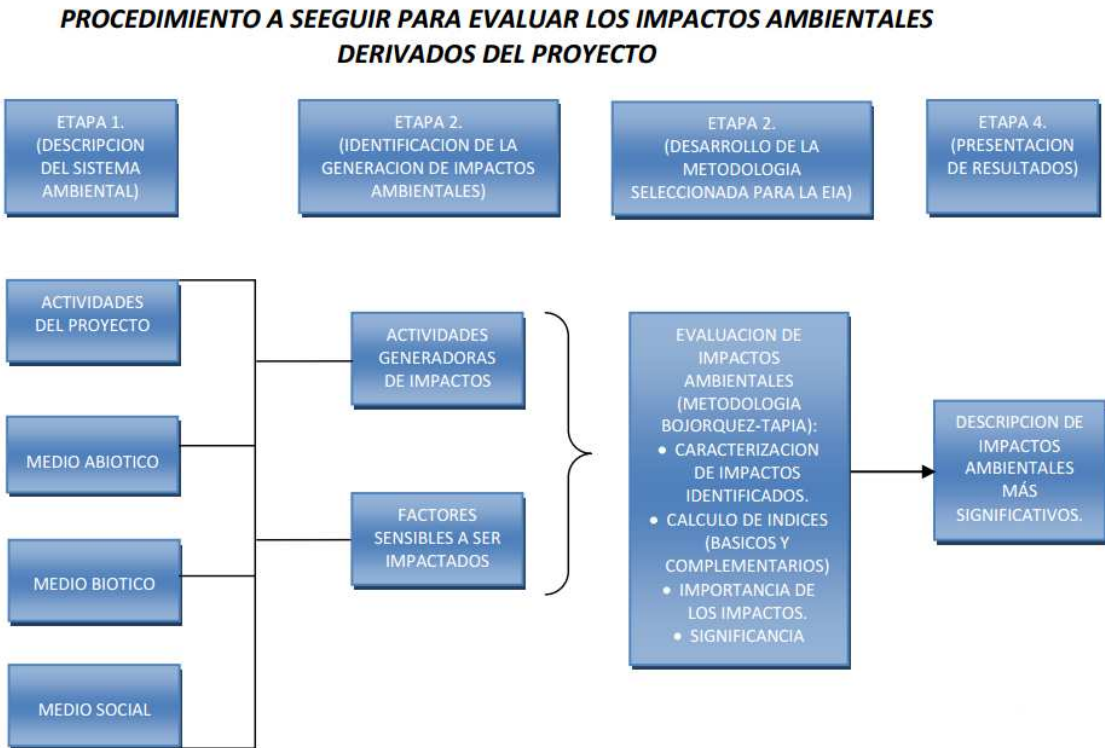 PROCEDIMIENTO A SEEGUIR PARA EVALUAR LOS IMPACTOS AMBIENTALES
DERIVADOS DEL PROYECTO
ETAPA 1.
(DESCRIPCION
DEL SISTEMA
AMBIENTAL)
ETAPA 2.
(IDENTIFICACION DE LA
GENERACION DE IMPACTOS
AMBIENTALES)
ETAPA 2.
(DESARROLLO DE LA
METODOLOGIA
SELECCIONADA PARA LA EIA)
ETAPA 4.
(PRESENTACION
DE RESULTADOS)
ACTIVIDADES
DEL PROYECTO
MEDIO ABIOTICO
MEDIO BIOTICO
MEDIO SOCIAL
ACTIVIDADES
GENERADORAS
DE IMPACTOS
FACTORES
SENSIBLES A SER
IMPACTADOS
EVALUACION DE
IMPACTOS
AMBIENTALES
(METODOLOGIA
BOJORQUEZ-TAPIA):
• CARACTERIZACION
DE IMPACTOS
IDENTIFICADOS.
• CALCULO DE INDICES
(BASICOS Y
COMPLEMENTARIOS)
• IMPORTANCIA DE
LOS IMPACTOS.
• SIGNIFICANCIA
DESCRIPCION DE
IMPACTOS
AMBIENTALES
MÁS
SIGNIFICATIVOS.